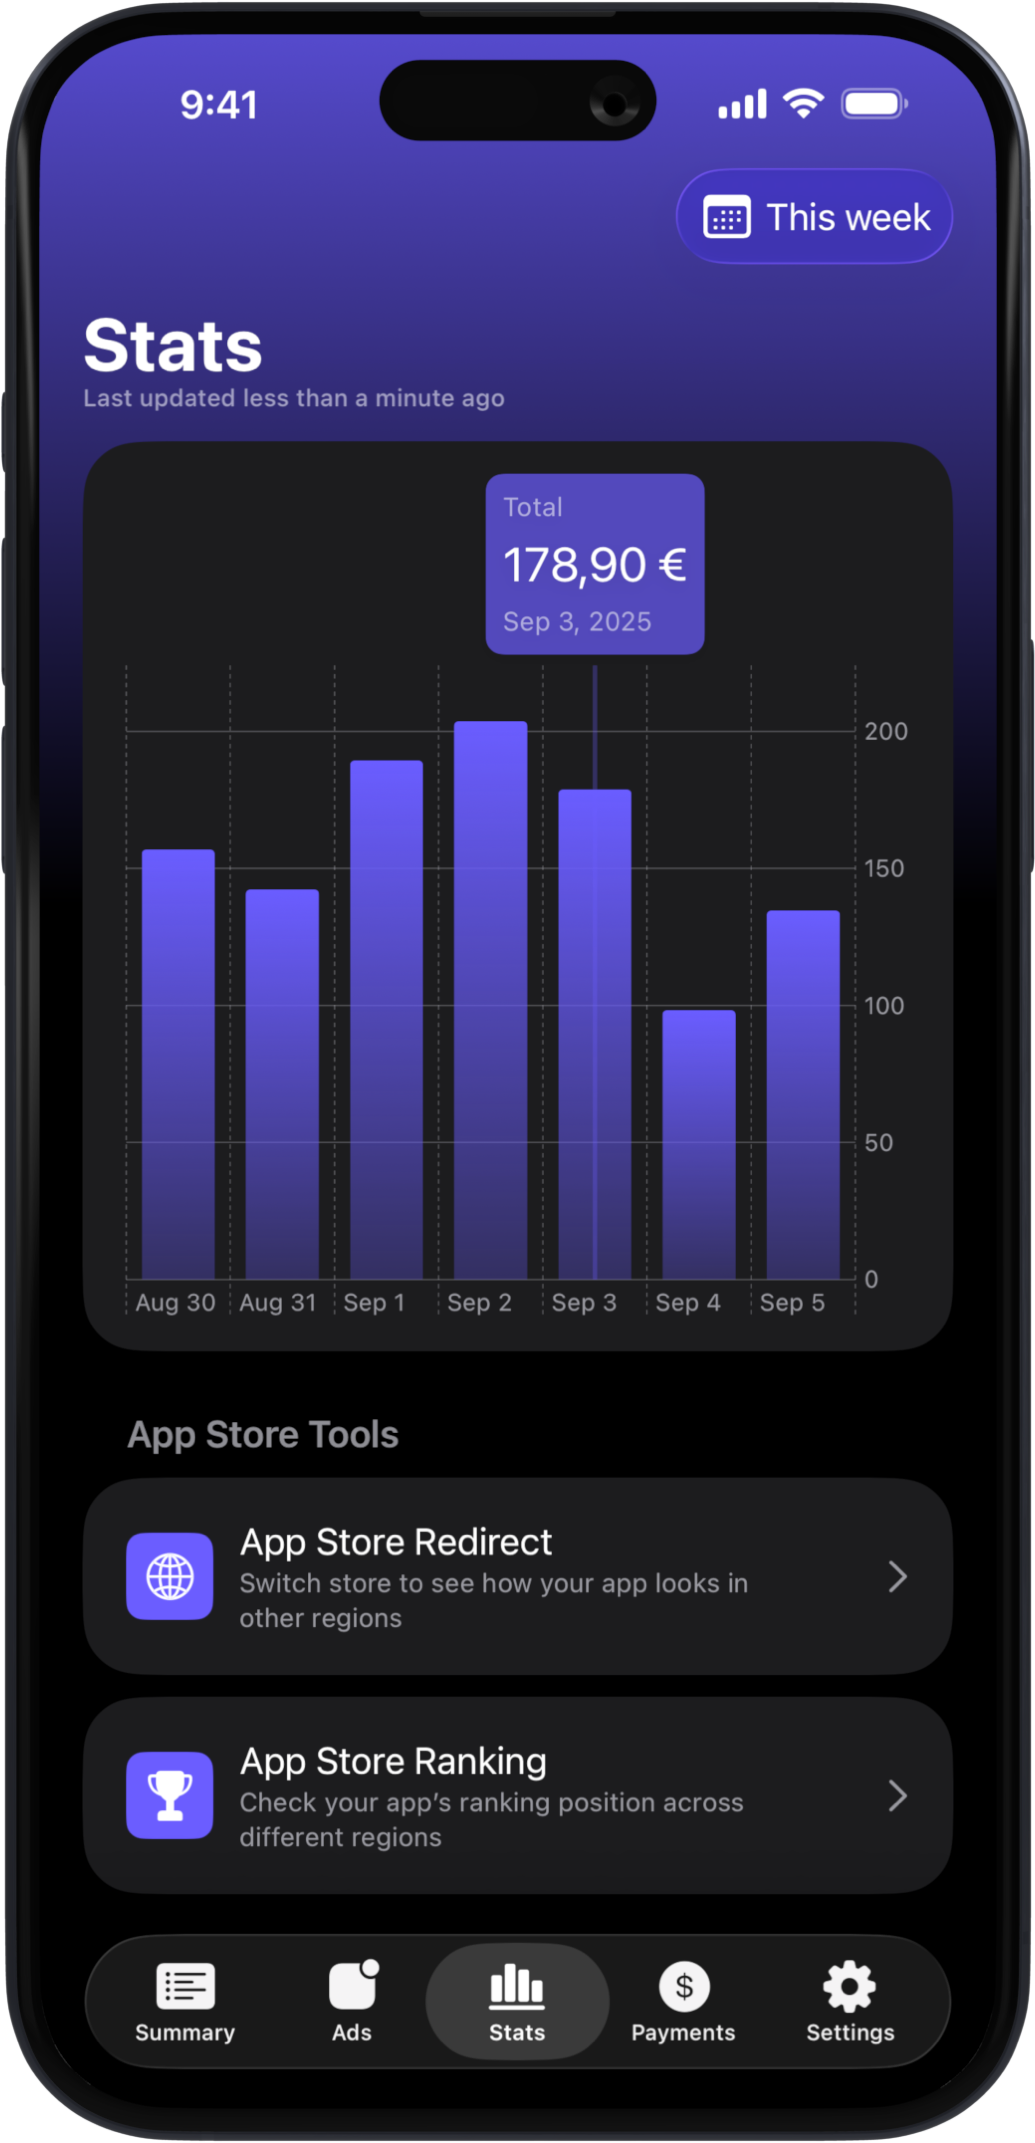 9:41
This week
Stats
Last updated less than a minute ago
Total
178,90 €
Sep 3, 2025
200
150
100
50
0
Aug 30 Aug 31 Sep 1 Sep 2 Sep 3 Sep 4 Sep 5
App Store Tools
App Store Redirect
Switch store to see how your app looks in
other regions
App Store Ranking
Check your app’s ranking position across
different regions
$
Summary Ads Stats Payments Settings